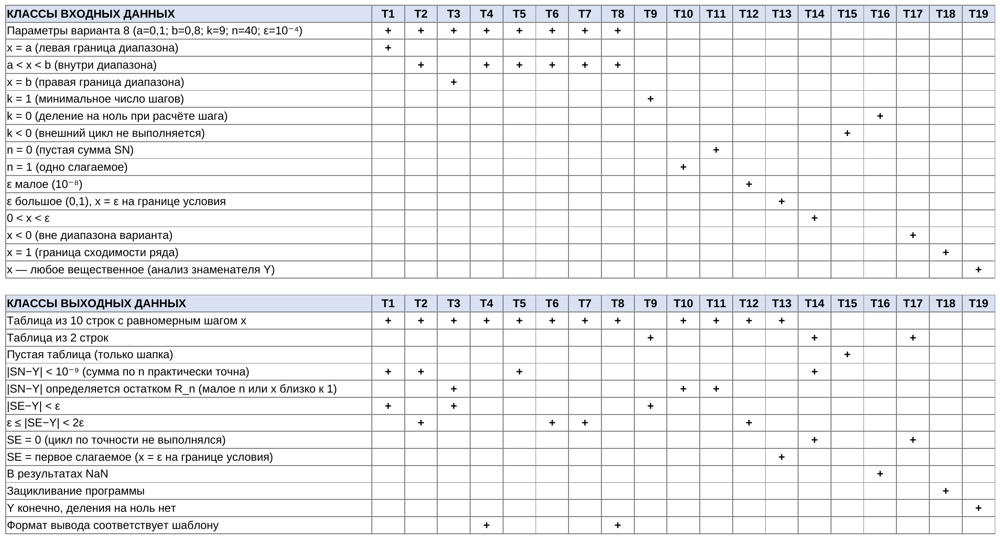 КЛАССЫ ВХОДНЫХ ДАННЫХ T1 T2 T3 T4 T5 T6 T7 T8 T9 T10 T11 T12 T13 T14 T15 T16 T17 T18 T19
Параметры варианта 8 (a=0,1; b=0,8; k=9; n=40; ε=10⁻⁴) + + + + + + + +
x = a (левая граница диапазона) +
a < x < b (внутри диапазона) + + + + + +
x = b (правая граница диапазона) +
k = 1 (минимальное число шагов) +
k = 0 (деление на ноль при расчёте шага) +
k < 0 (внешний цикл не выполняется) +
n = 0 (пустая сумма SN) +
n = 1 (одно слагаемое) +
ε малое (10⁻⁸) +
ε большое (0,1), x = ε на границе условия +
0 < x < ε +
x < 0 (вне диапазона варианта) +
x = 1 (граница сходимости ряда) +
x — любое вещественное (анализ знаменателя Y) +
КЛАССЫ ВЫХОДНЫХ ДАННЫХ T1 T2 T3 T4 T5 T6 T7 T8 T9 T10 T11 T12 T13 T14 T15 T16 T17 T18 T19
Таблица из 10 строк с равномерным шагом x + + + + + + + + + + + +
Таблица из 2 строк + + +
Пустая таблица (только шапка) +
|SN−Y| < 10⁻⁹ (сумма по n практически точна) + + + +
|SN−Y| определяется остатком R_n (малое n или x близко к 1) + + +
|SE−Y| < ε + + +
ε ≤ |SE−Y| < 2ε + + + +
SE = 0 (цикл по точности не выполнялся) + +
SE = первое слагаемое (x = ε на границе условия) +
В результатах NaN +
Зацикливание программы +
Y конечно, деления на ноль нет +
Формат вывода соответствует шаблону + +